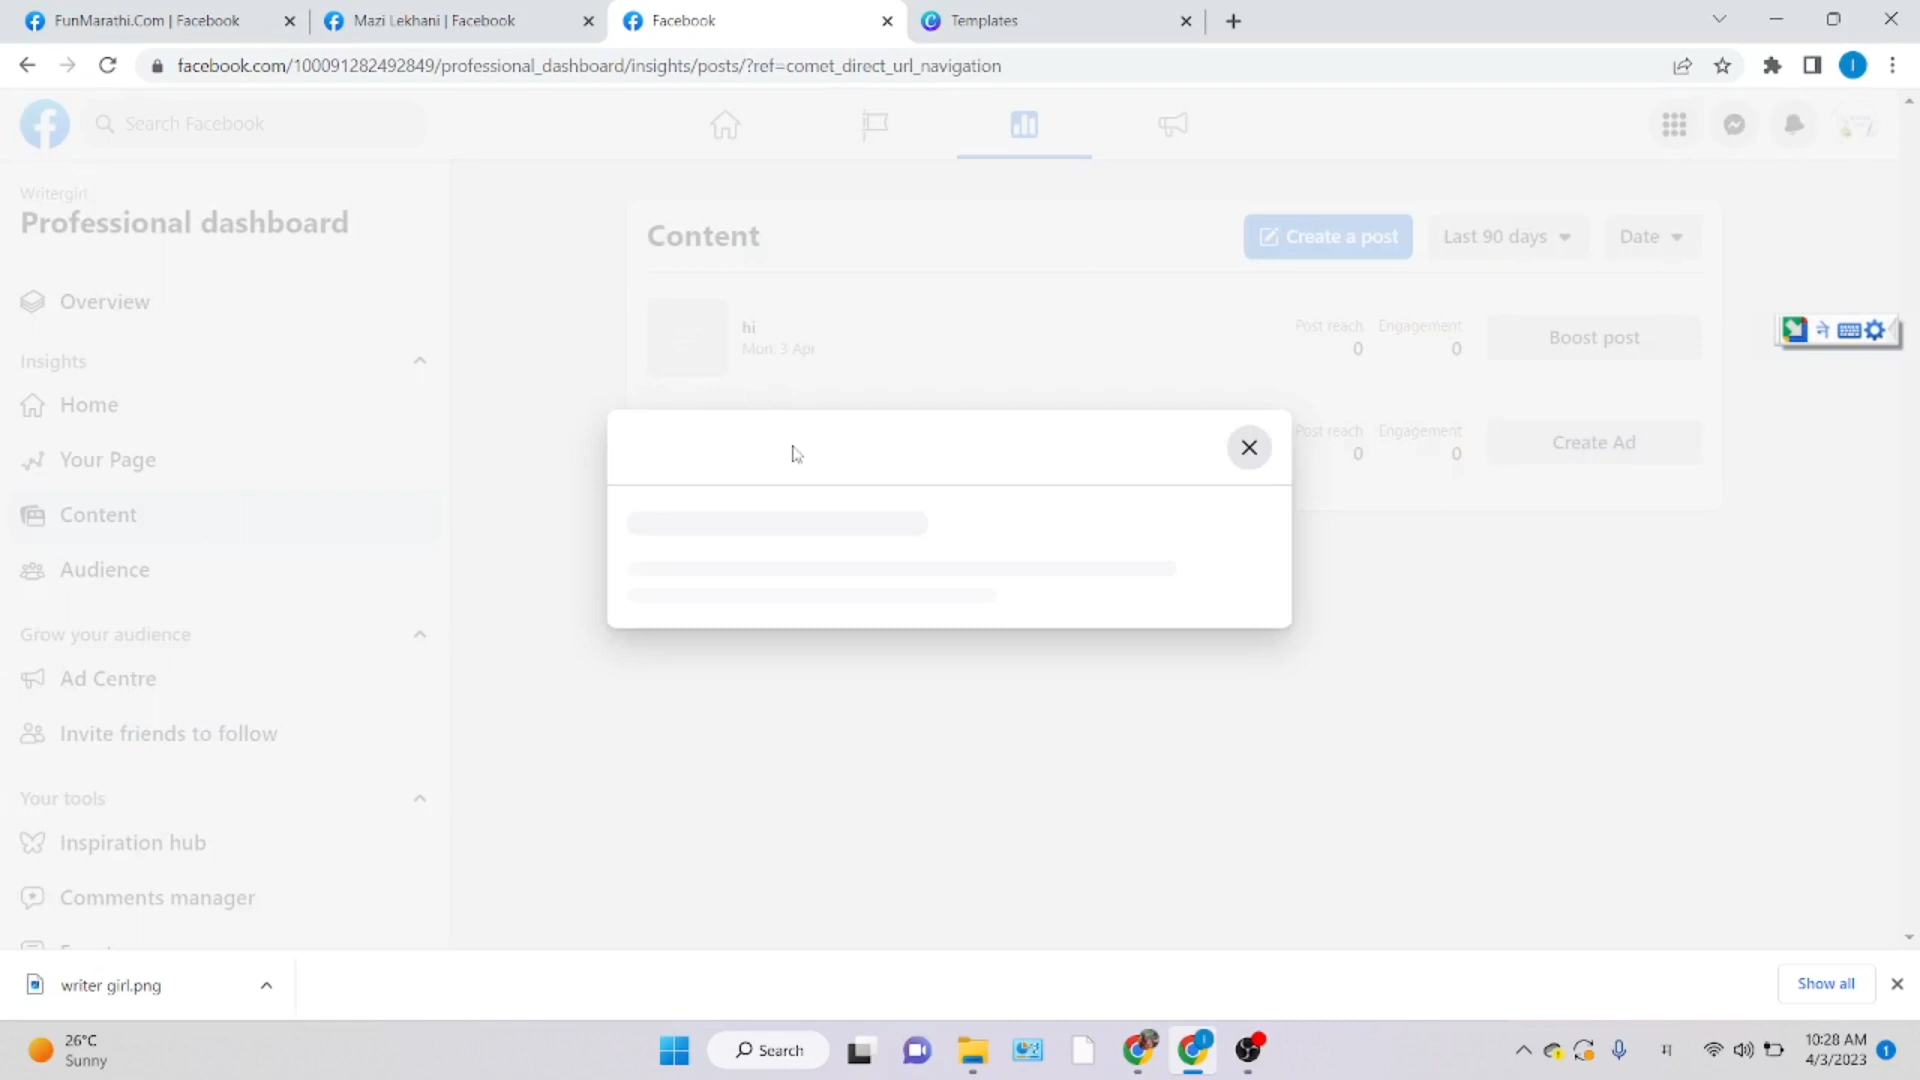 FunMarathi.Com | Facebook
Mazi Lekhani | Facebook
Facebook
Templates
facebook.com/100091282492849/professional_dashboard/insights/posts/?ref=comet_direct_url_navigation
I
Search Facebook
Writergirl
Professional dashboard
Overview
Insights
Home
Your Page
Content
Audience
Grow your audience
Ad Centre
Invite friends to follow
Your tools
Inspiration hub
Comments manager
Content
Create a post
Last 90 days
Date
hi
Mon, 3 Apr
Post reach
0
Engagement
0
Boost post
Post reach
0
Engagement
0
Create Ad
ने
writer girl.png
Show all
26°C
Sunny
Search
म
10:28 AM
4/3/2023
1